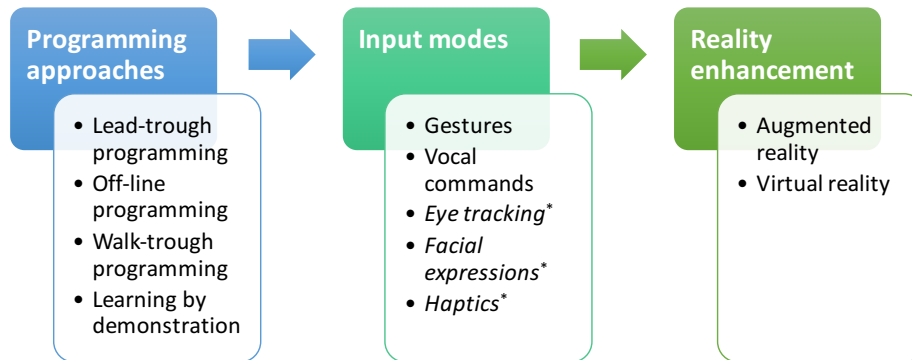 Programming
approaches
• Lead-trough
programming
• Off-line
programming
• Walk-trough
programming
• Learning by
demonstration
Input modes
• Gestures
• Vocal
commands
• Eye tracking*
• Facial
expressions*
• Haptics*
Reality
enhancement
• Augmented
reality
• Virtual reality